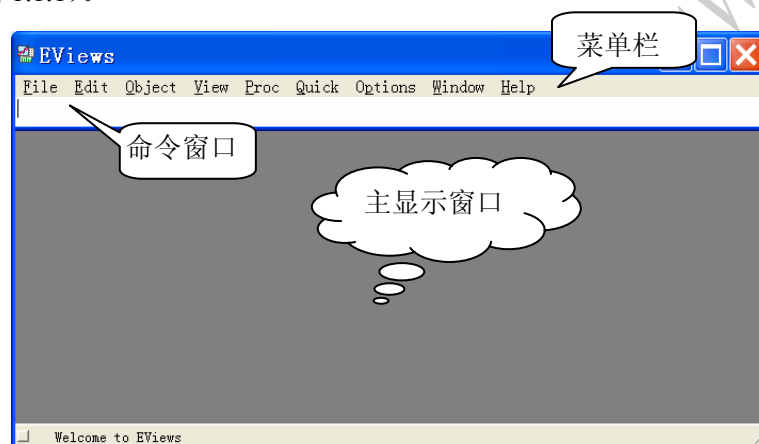 EViews
菜单栏
File Edit Object View Proc Quick Options Window Help
命令窗口
主显示窗口
Welcome to EViews